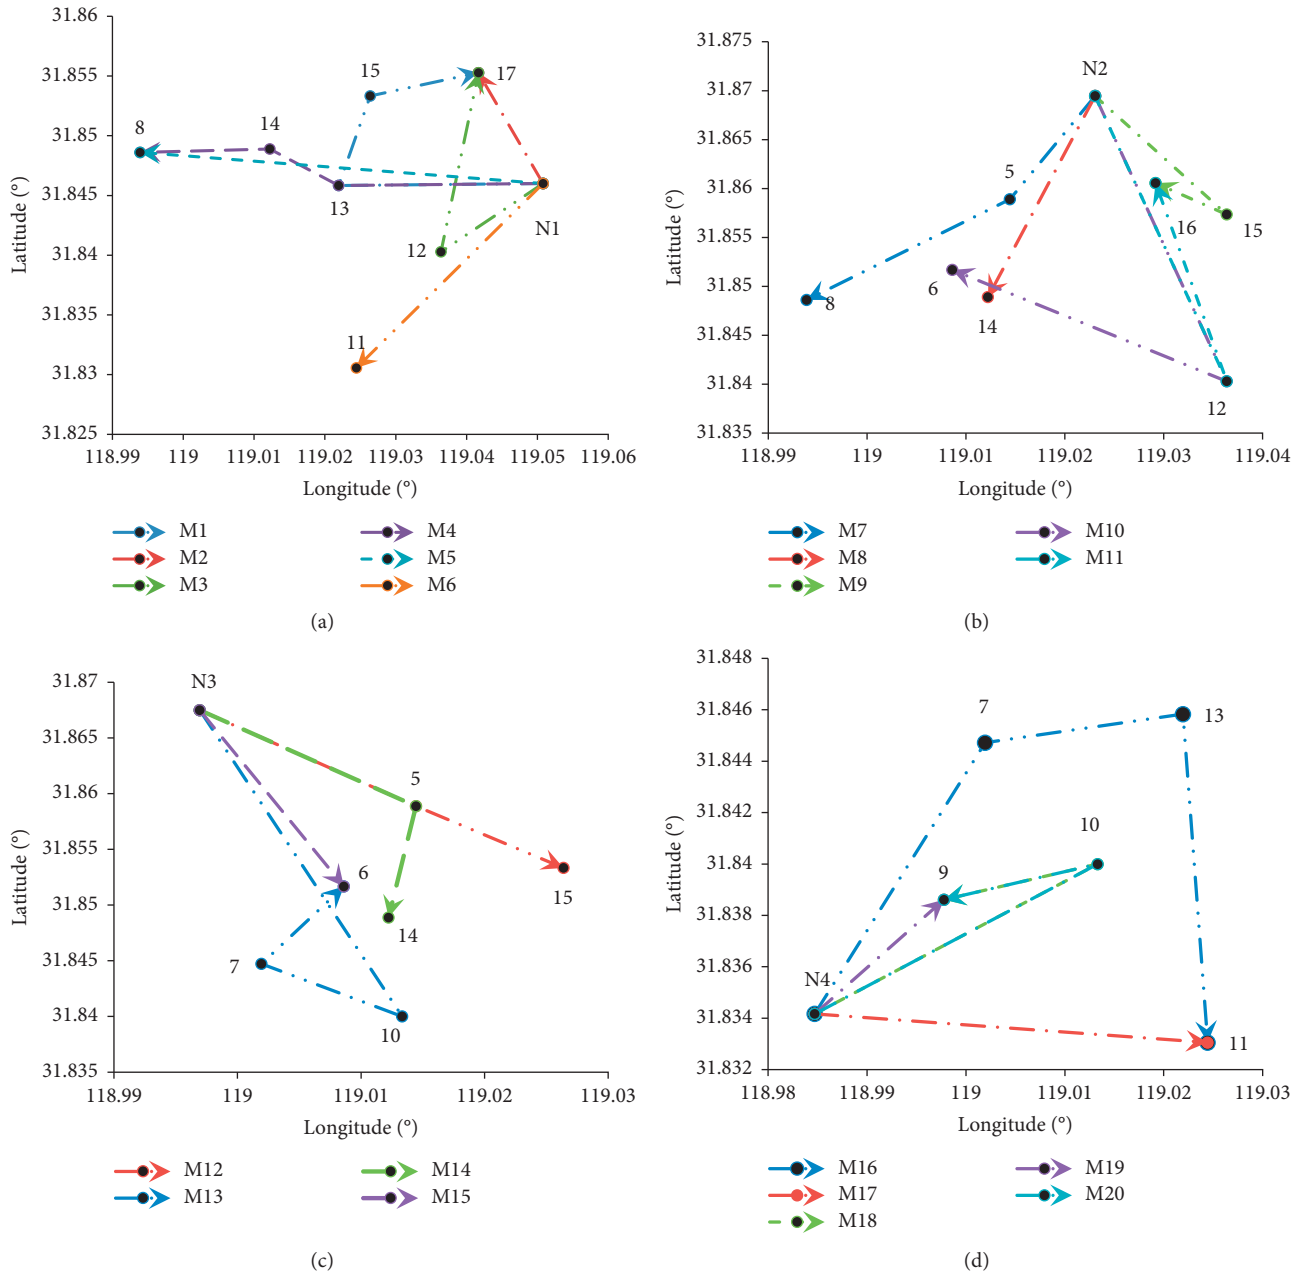 31.86
31.855
31.85
31.845
31.84
31.835
31.83
31.825
Latitude (°)
118.99 119 119.01 119.02 119.03 119.04 119.05 119.06
Longitude (°)
8
14
15
17
13
N1
12
11
M1
M2
M3
M4
M5
M6
(a)
31.875
31.87
31.865
31.86
31.855
31.85
31.845
31.84
31.835
Latitude (°)
118.99 119 119.01 119.02 119.03 119.04
Longitude (°)
N2
5
16
15
6
8
14
12
M7
M8
M9
M10
M11
(b)
31.87
31.865
31.86
31.855
31.85
31.845
31.84
31.835
Latitude (°)
118.99 119 119.01 119.02 119.03
Longitude (°)
N3
5
6
15
14
7
10
M12
M13
M14
M15
(c)
31.848
31.846
31.844
31.842
31.84
31.838
31.836
31.834
31.832
Latitude (°)
118.98 118.99 119 119.01 119.02 119.03
Longitude (°)
7
13
10
9
N4
11
M16
M17
M18
M19
M20
(d)